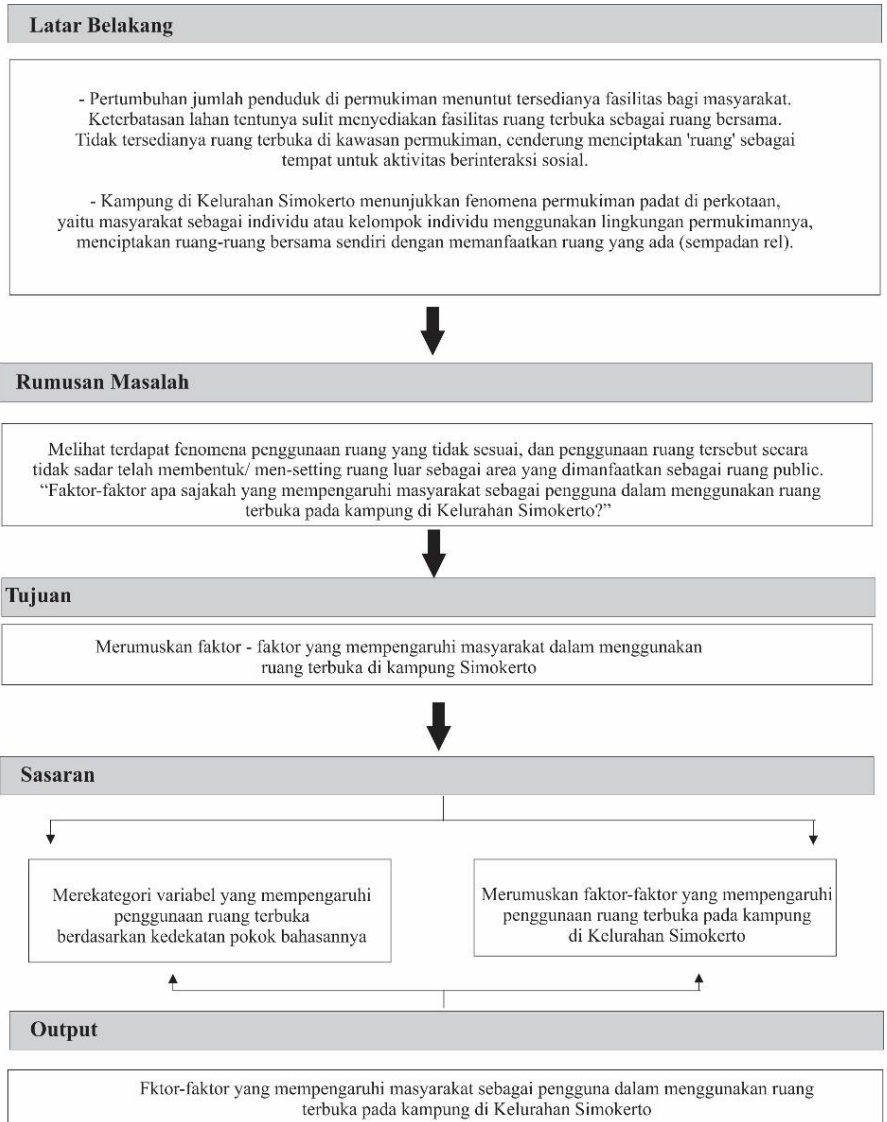 Latar Belakang
- Pertumbuhan jumlah penduduk di permukiman menuntut tersedianya fasilitas bagi masyarakat.
Keterbatasan lahan tentunya sulit menyediakan fasilitas ruang terbuka sebagai ruang bersama.
Tidak tersedianya ruang terbuka di kawasan permukiman, cenderung menciptakan 'ruang' sebagai
tempat untuk aktivitas berinteraksi sosial.
- Kampung di Kelurahan Simokerto menunjukkan fenomena permukiman padat di perkotaan,
yaitu masyarakat sebagai individu atau kelompok individu menggunakan lingkungan permukimannya,
menciptakan ruang-ruang bersama sendiri dengan memanfaatkan ruang yang ada (sempadan rel).
Rumusan Masalah
Melihat terdapat fenomena penggunaan ruang yang tidak sesuai, dan penggunaan ruang tersebut secara
tidak sadar telah membentuk/ men-setting ruang luar sebagai area yang dimanfaatkan sebagai ruang public.
“Faktor-faktor apa sajakah yang mempengaruhi masyarakat sebagai pengguna dalam menggunakan ruang
terbuka pada kampung di Kelurahan Simokerto?”
Tujuan
Merumuskan faktor - faktor yang mempengaruhi masyarakat dalam menggunakan
ruang terbuka di kampung Simokerto
Sasaran
Merekategori variabel yang mempengaruhi
penggunaan ruang terbuka
berdasarkan kedekatan pokok bahasannya
Merumuskan faktor-faktor yang mempengaruhi
penggunaan ruang terbuka pada kampung
di Kelurahan Simokerto
Output
Fktor-faktor yang mempengaruhi masyarakat sebagai pengguna dalam menggunakan ruang
terbuka pada kampung di Kelurahan Simokerto